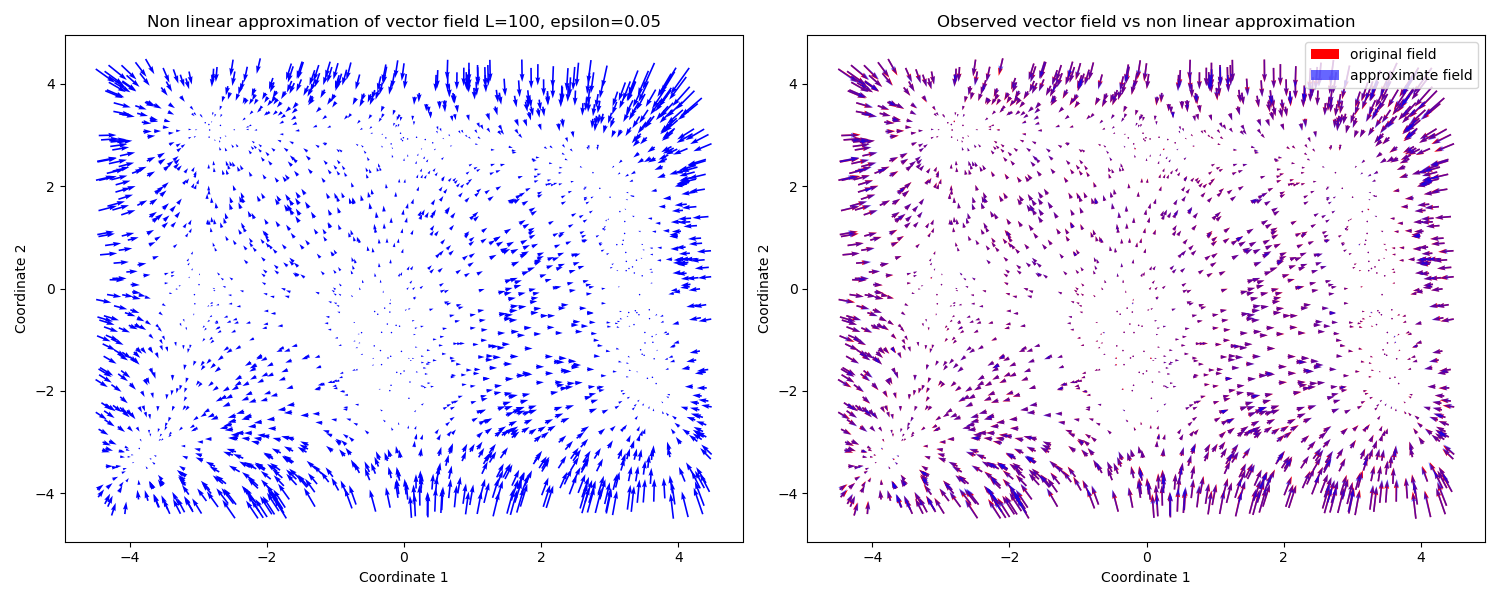 Non linear approximation of vector field L=100, epsilon=0.05
4
2
0
−2
−4
Coordinate 2
−4 −2 0 2 4
Coordinate 1
Observed vector field vs non linear approximation
original field
approximate field
4
2
0
−2
−4
Coordinate 2
−4 −2 0 2 4
Coordinate 1